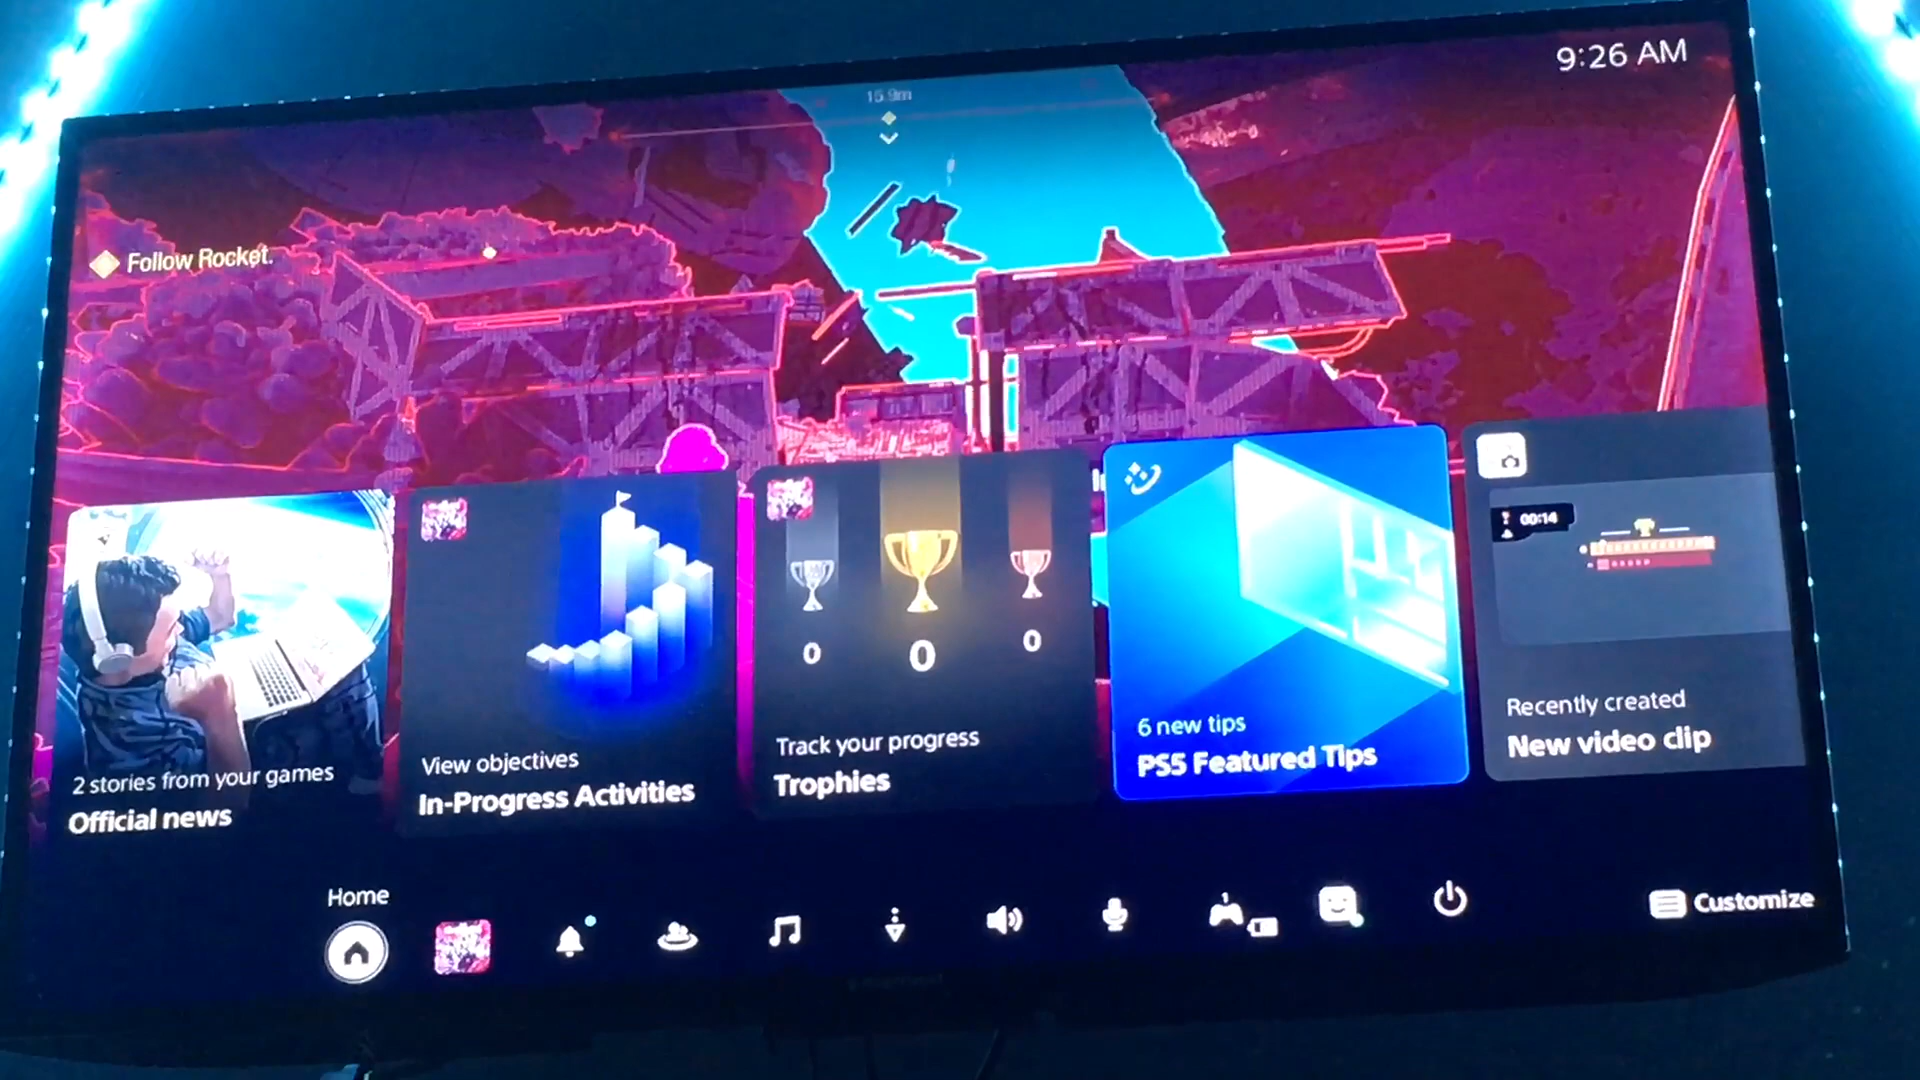 9:26 AM
15.9m
Follow Rocket.
00:14
0
0
0
2 stories from your games
Official news
View objectives
In-Progress Activities
Track your progress
Trophies
6 new tips
PS5 Featured Tips
Recently created
New video clip
Home
1
Customize